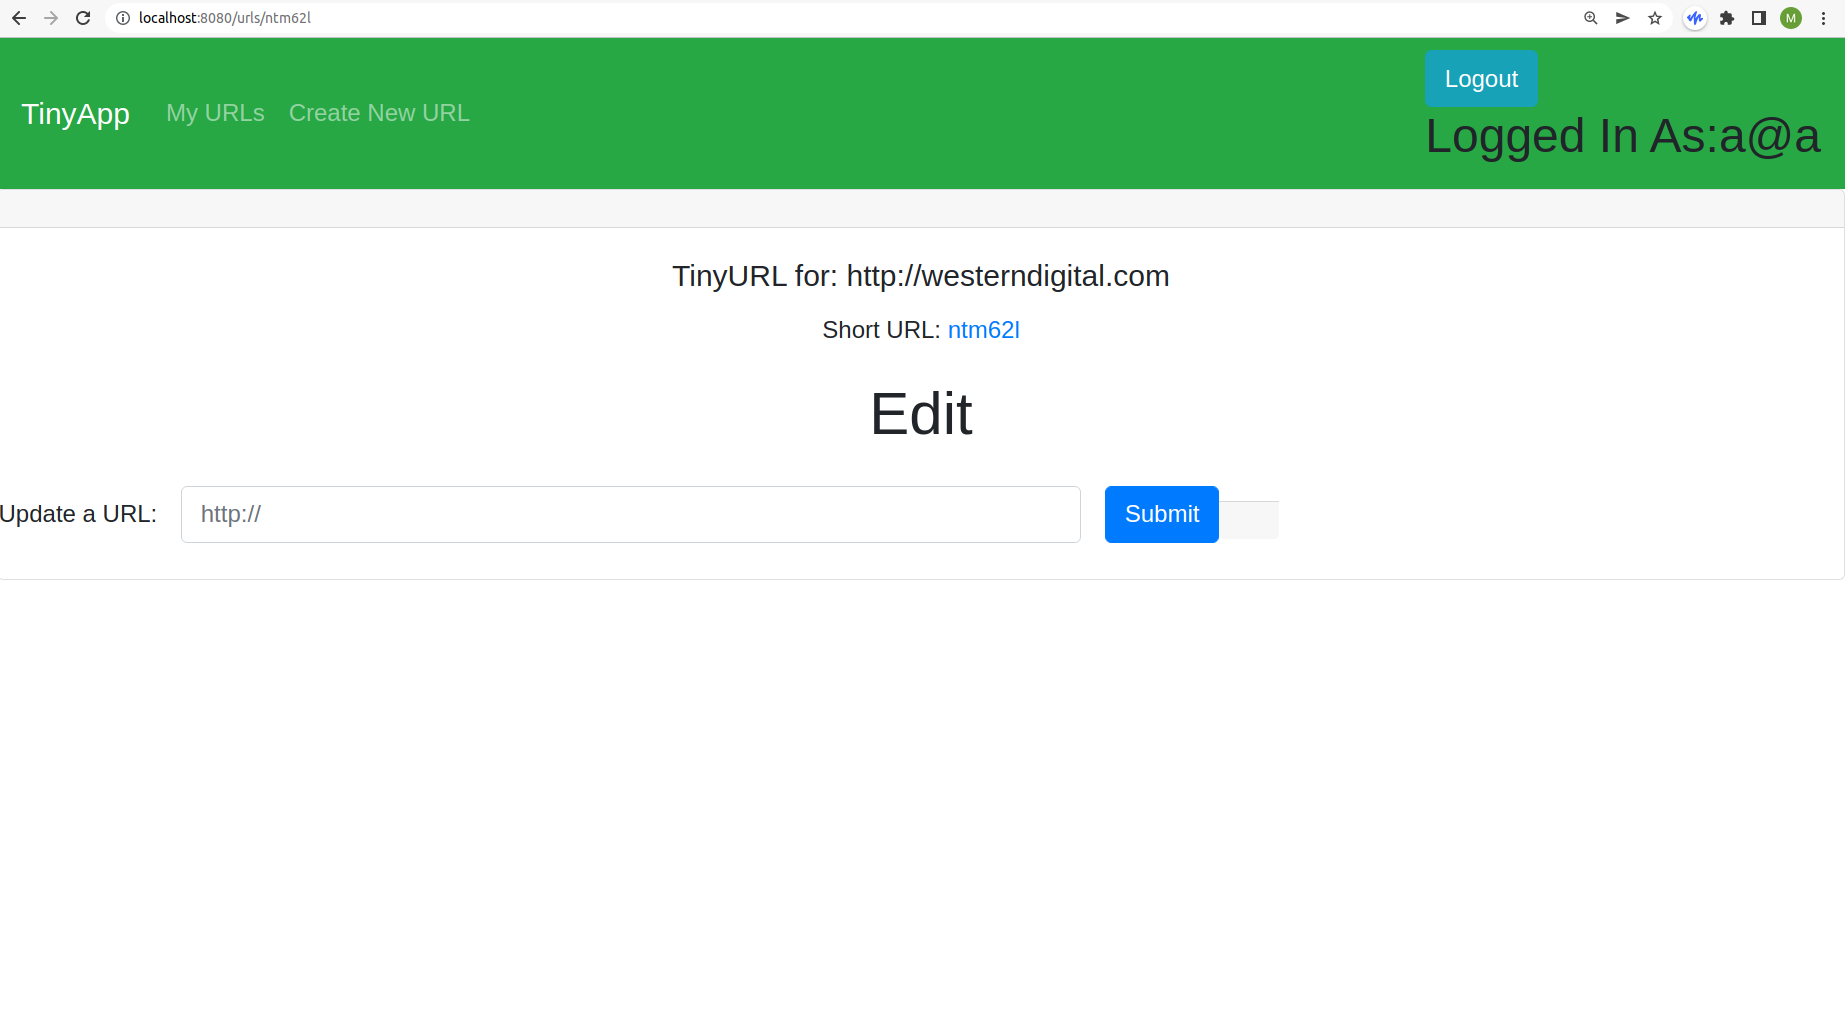 localhost:8080/urls/ntm62l
M
TinyApp
My URLs
Create New URL
Logout
Logged In As:a@a
TinyURL for: http://westerndigital.com
Short URL: ntm62l
Edit
Update a URL:
http://
Submit